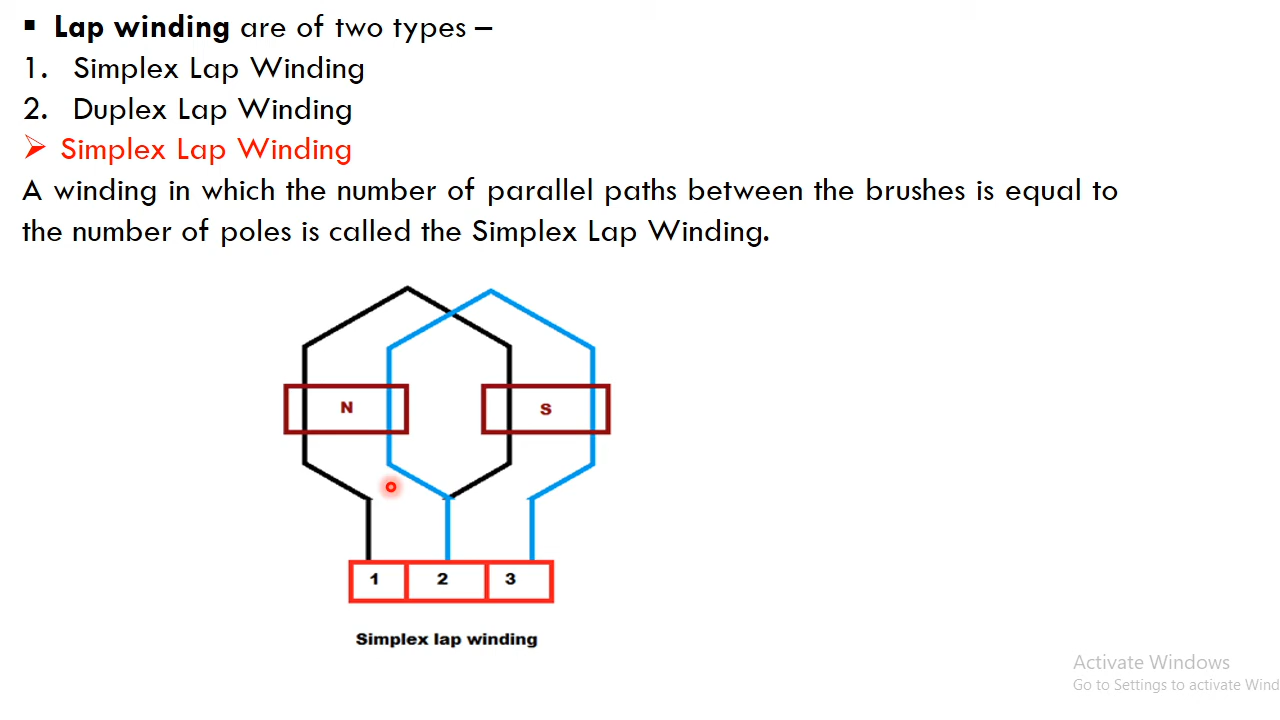 ▪ Lap winding are of two types –
1. Simplex Lap Winding
2. Duplex Lap Winding
➢ Simplex Lap Winding
A winding in which the number of parallel paths between the brushes is equal to
the number of poles is called the Simplex Lap Winding.
N S
1 2 3
Simplex lap winding
Activate Windows
Go to Settings to activate Wind